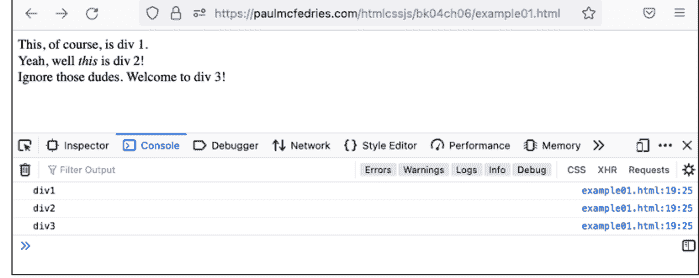 https://paulmcfedries.com/htmlcssjs/bk04ch06/example01.html
This, of course, is div 1.
Yeah, well this is div 2!
Ignore those dudes. Welcome to div 3!
Inspector Console Debugger Network {} Style Editor Performance Memory
Filter Output Errors Warnings Logs Info Debug CSS XHR Requests
div1 example01.html:19:25
div2 example01.html:19:25
div3 example01.html:19:25